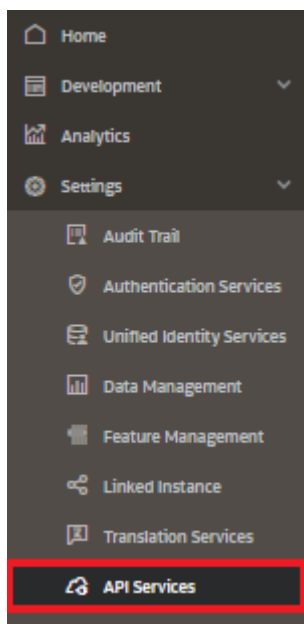 Home
Development
Analytics
Settings
Audit Trail
Authentication Services
Unified Identity Services
Data Management
Feature Management
Linked Instance
Translation Services
API Services